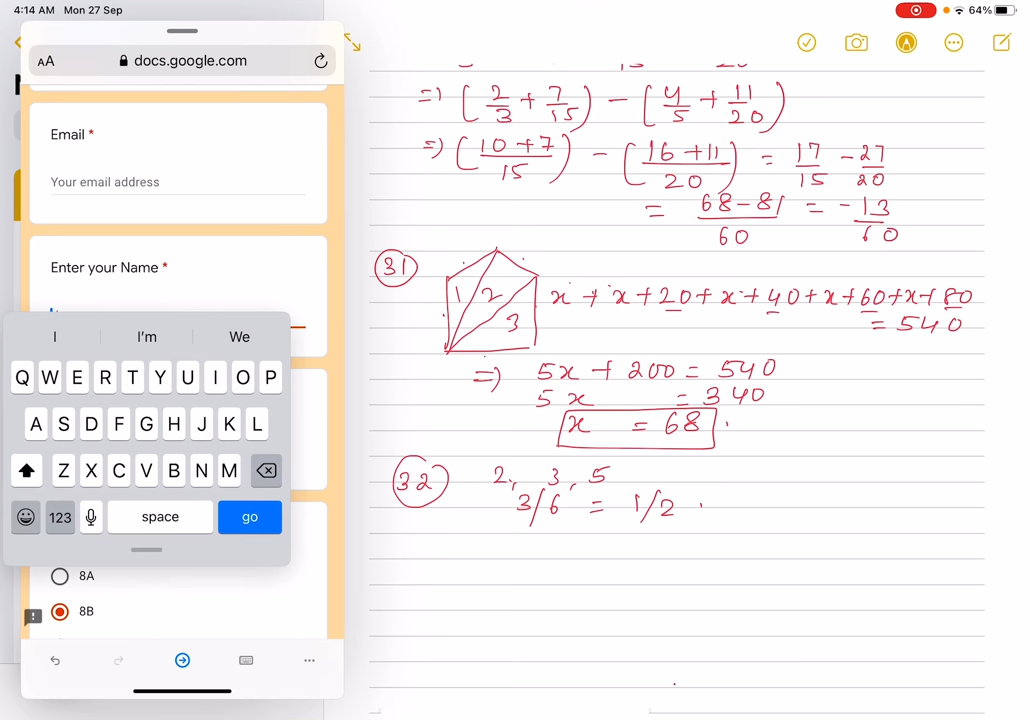 4:14 AM Mon 27 Sep
64%
AA docs.google.com
Email *
Your email address
Enter your Name *
I I'm We
Q W E R T Y U I O P
A S D F G H J K L
Z X C V B N M
123 space go
8A
8B
=) (2/3 + 7/15) - (4/5 + 11/20)
=) (10+7/15) - (16+11/20) = 17/15 - 27/20
= 68-81/60 = -13/60
31
1 2 3
x + x+20+x+40+x+60+x+80
= 540
=) 5x + 200 = 540
5x = 340
x = 68
32 2, 3, 5
3/6 = 1/2